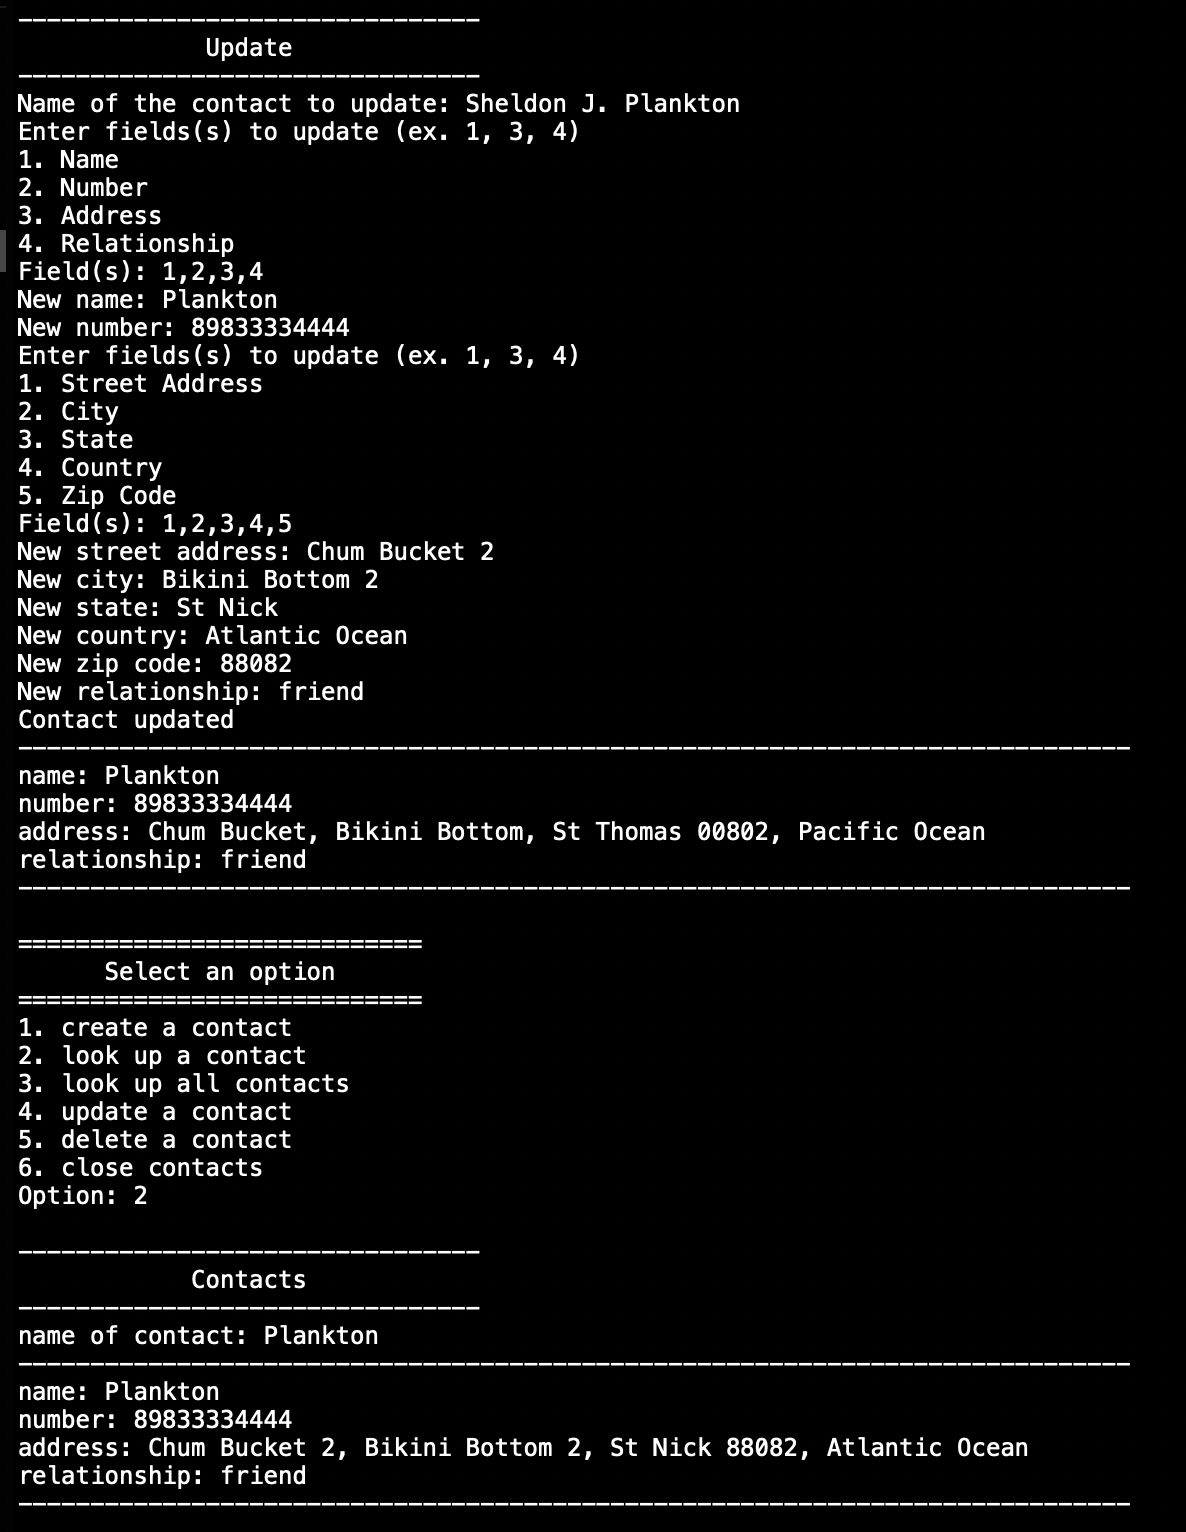 --------------------------------
Update
--------------------------------
Name of the contact to update: Sheldon J. Plankton
Enter fields(s) to update (ex. 1, 3, 4)
1. Name
2. Number
3. Address
4. Relationship
Field(s): 1,2,3,4
New name: Plankton
New number: 89833334444
Enter fields(s) to update (ex. 1, 3, 4)
1. Street Address
2. City
3. State
4. Country
5. Zip Code
Field(s): 1,2,3,4,5
New street address: Chum Bucket 2
New city: Bikini Bottom 2
New state: St Nick
New country: Atlantic Ocean
New zip code: 88082
New relationship: friend
Contact updated
-----------------------------------------------------------------------------
name: Plankton
number: 89833334444
address: Chum Bucket, Bikini Bottom, St Thomas 00802, Pacific Ocean
relationship: friend
-----------------------------------------------------------------------------
============================
Select an option
============================
1. create a contact
2. look up a contact
3. look up all contacts
4. update a contact
5. delete a contact
6. close contacts
Option: 2
--------------------------------
Contacts
--------------------------------
name of contact: Plankton
-----------------------------------------------------------------------------
name: Plankton
number: 89833334444
address: Chum Bucket 2, Bikini Bottom 2, St Nick 88082, Atlantic Ocean
relationship: friend
-----------------------------------------------------------------------------